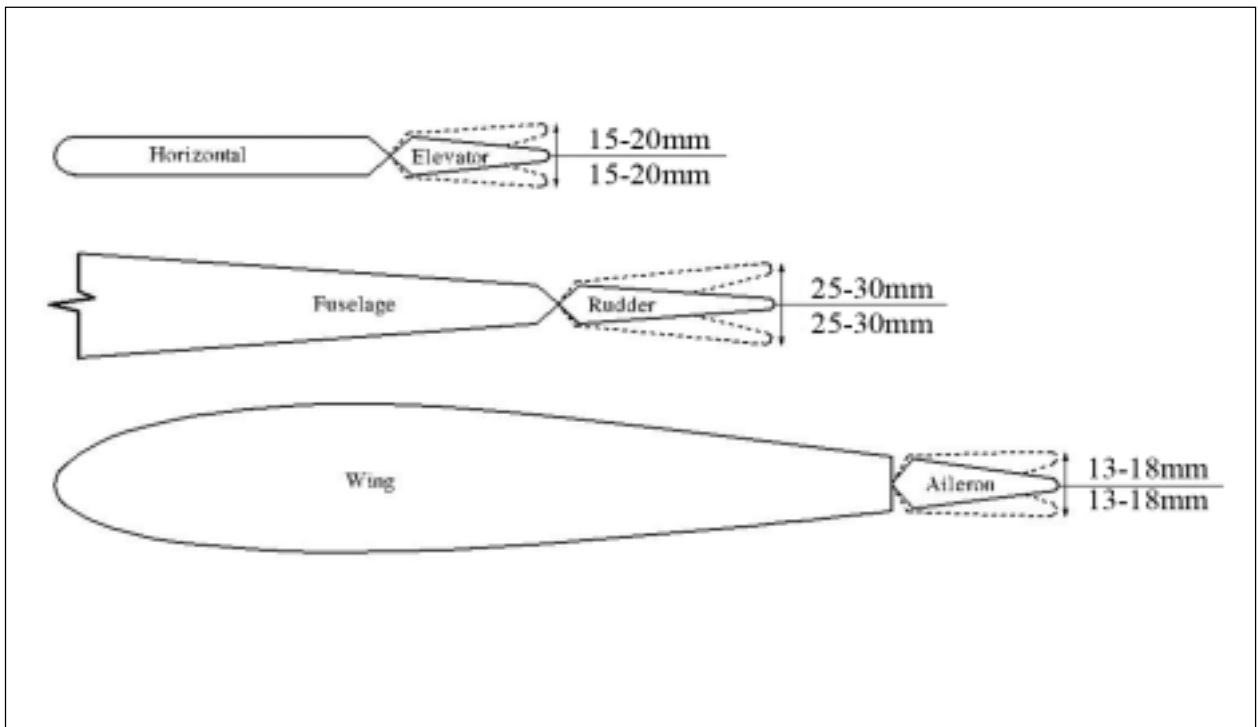 Horizontal
Elevator
15-20mm
15-20mm
Fuselage
Rudder
25-30mm
25-30mm
Wing
Aileron
13-18mm
13-18mm